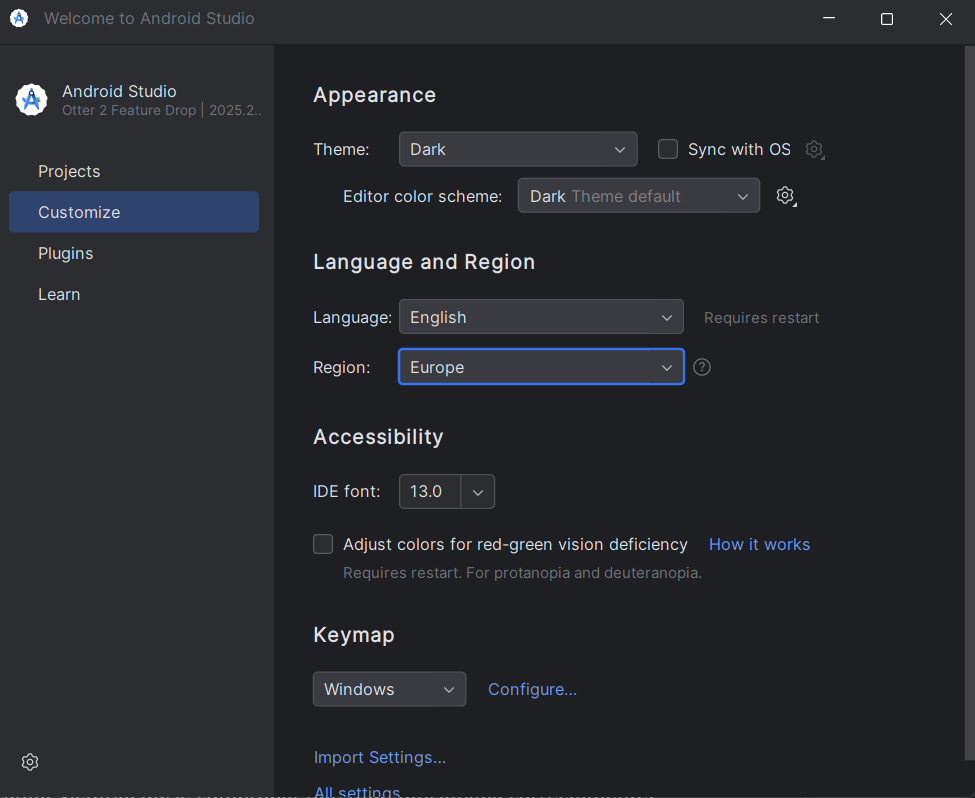 Welcome to Android Studio
Android Studio
Otter 2 Feature Drop | 2025.2..
Projects
Customize
Plugins
Learn
Appearance
Theme: Dark Sync with OS
Editor color scheme: Dark Theme default
Language and Region
Language: English Requires restart
Region: Europe ?
Accessibility
IDE font: 13.0
Adjust colors for red-green vision deficiency How it works
Requires restart. For protanopia and deuteranopia.
Keymap
Windows Configure...
Import Settings...
All settings